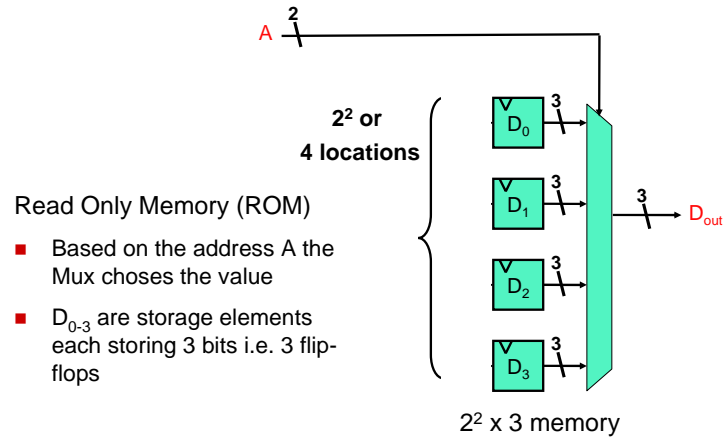 A
2
2² or
4 locations
D₀
3
D₁
3
3
D₂
3
D₃
3
D_out
Read Only Memory (ROM)
Based on the address A the
Mux choses the value
D₀₋₃ are storage elements
each storing 3 bits i.e. 3 flip-
flops
2² x 3 memory